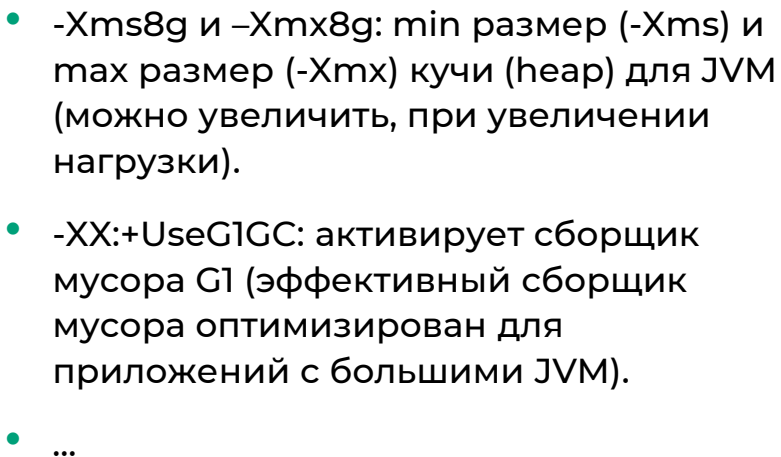 • -Xms8g и –Xmx8g: min размер (-Xms) и
max размер (-Xmx) кучи (heap) для JVM
(можно увеличить, при увеличении
нагрузки).
• -XX:+UseG1GC: активирует сборщик
мусора G1 (эффективный сборщик
мусора оптимизирован для
приложений с большими JVM).
• ...